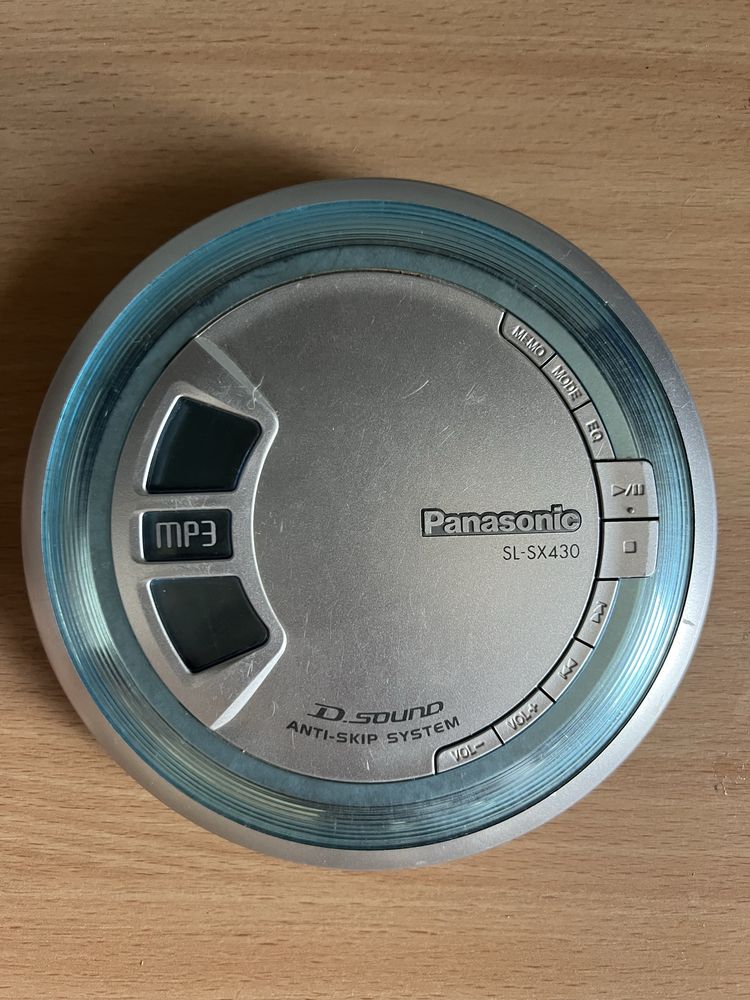 MEMO
MODE
EQ
MP3
Panasonic
SL-SX430
D.SOUND
ANTI-SKIP SYSTEM
VOL+
VOL-